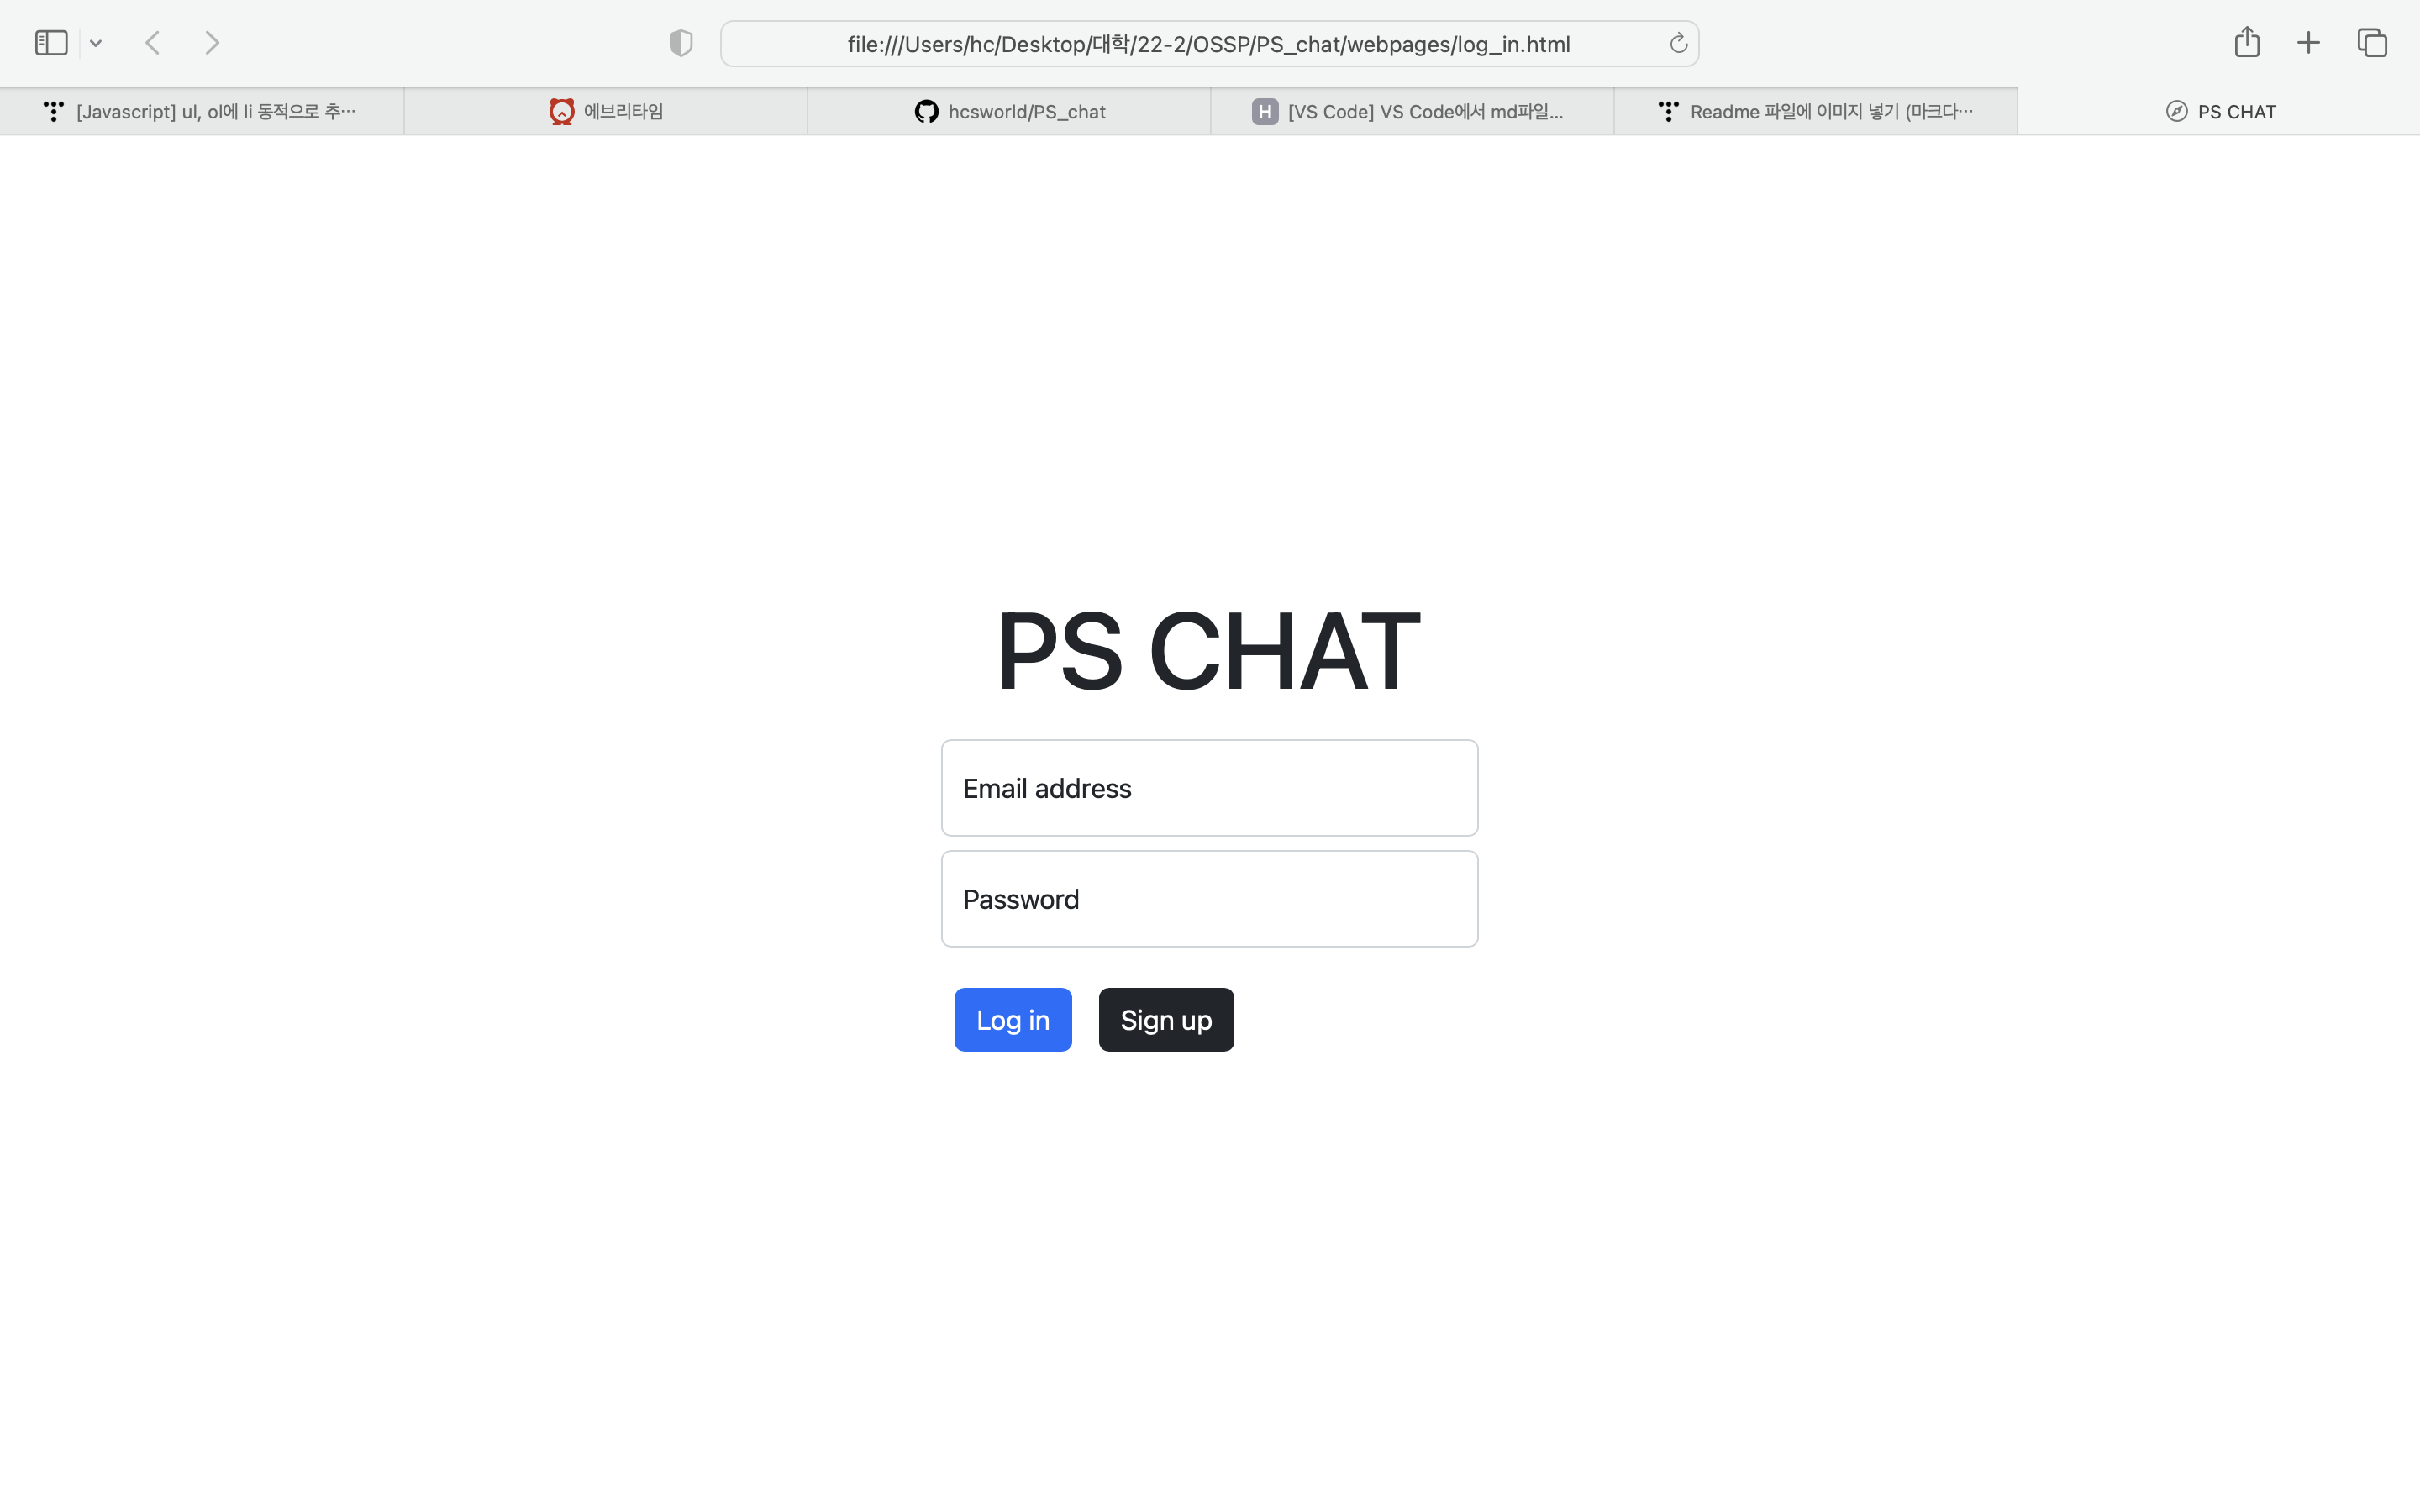 file:///Users/hc/Desktop/대학/22-2/OSSP/PS_chat/webpages/log_in.html
[Javascript] ul, ol에 li 동적으로 추…
에브리타임
hcsworld/PS_chat
H [VS Code] VS Code에서 md파일...
Readme 파일에 이미지 넣기 (마크다…
PS CHAT
PS CHAT
Email address
Password
Log in Sign up